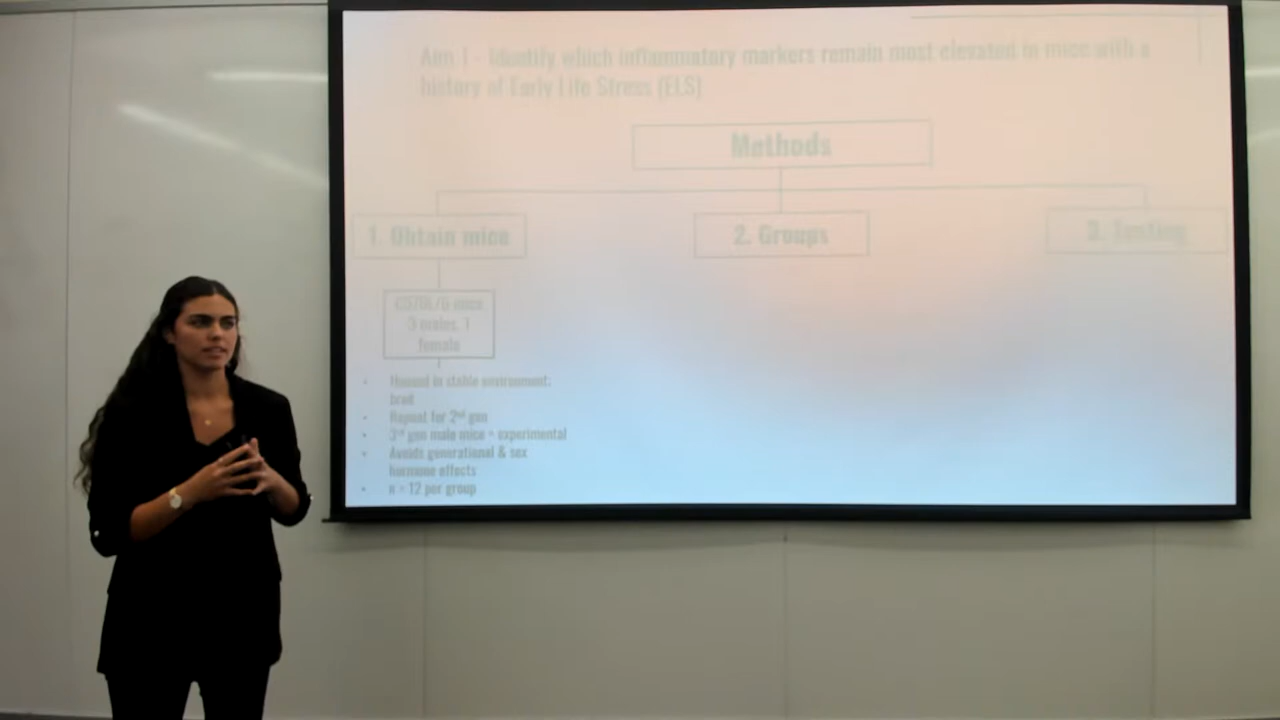 Aim 1 - Identify which inflammatory markers remain most elevated in mice with a
history of Early Life Stress (ELS)
Methods
1. Obtain mice
2. Groups
3. Testing
C57BL/6 mice,
3 males, 1
female
Housed in stable environment;
bred
Repeat for 2nd gen
3rd gen male mice = experimental
Avoids generational & sex
hormone effects
n = 12 per group